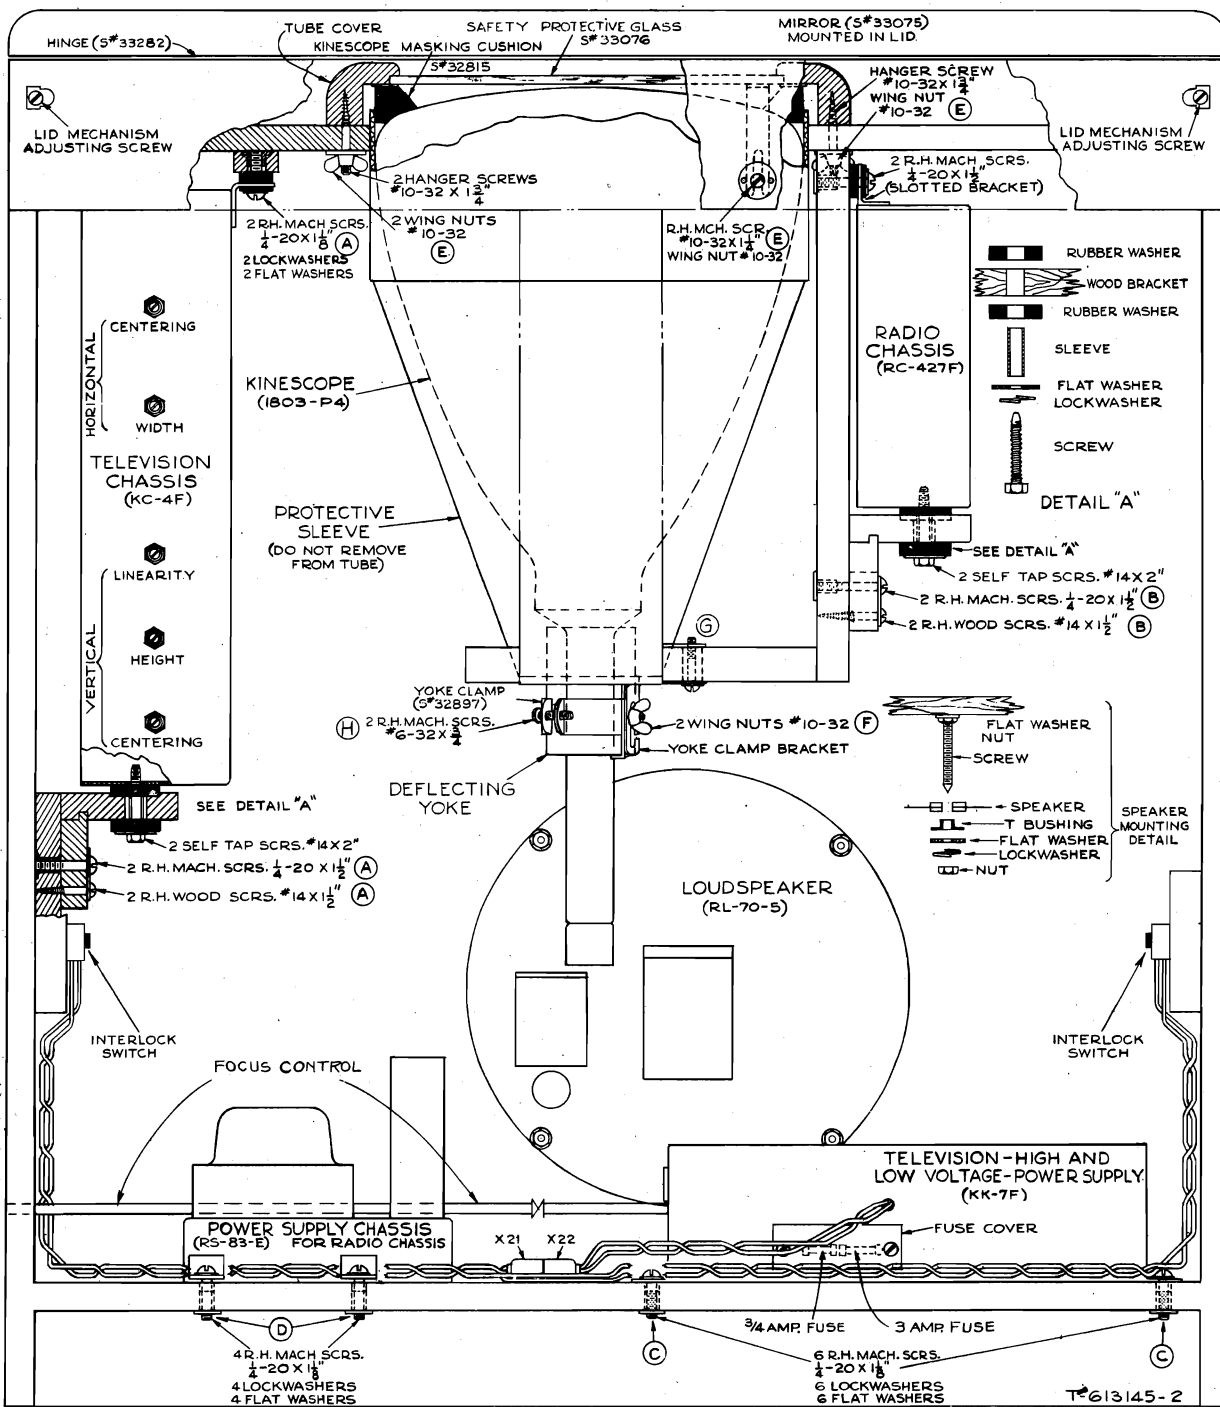 HINGE (S#33282)
TUBE COVER
KINESCOPE MASKING CUSHION
S#32815
SAFETY PROTECTIVE GLASS
S#33076
MIRROR (S#33075)
MOUNTED IN LID.
HANGER SCREW
#10-32 X 1 3/4"
WING NUT
#10-32 (E)
LID MECHANISM
ADJUSTING SCREW
LID MECHANISM
ADJUSTING SCREW
2 R.H. MACH SCRS.
1/4-20 X 1 1/2"
(SLOTTED BRACKET)
2 HANGER SCREWS
#10-32 X 1 3/4"
2 R.H. MACH SCRS.
1/4-20 X 1 1/8" (A)
2 LOCKWASHERS
2 FLAT WASHERS
2 WING NUTS
#10-32
(E)
R.H. MCH. SCR.
#10-32 X 1 1/4" (E)
WING NUT #10-32
RUBBER WASHER
WOOD BRACKET
RUBBER WASHER
SLEEVE
FLAT WASHER
LOCKWASHER
SCREW
DETAIL "A"
HORIZONTAL
CENTERING
WIDTH
TELEVISION
CHASSIS
(KC-4F)
VERTICAL
LINEARITY
HEIGHT
CENTERING
KINESCOPE
(1803-P4)
RADIO
CHASSIS
(RC-427F)
PROTECTIVE
SLEEVE
(DO NOT REMOVE
FROM TUBE)
SEE DETAIL "A"
2 SELF TAP SCRS. #14 X 2"
2 R.H. MACH. SCRS. 1/4-20 X 1 1/2" (B)
2 R.H. WOOD SCRS. #14 X 1 1/2" (B)
G
YOKE CLAMP
(S#32897)
(H) 2 R.H. MACH. SCRS.
#6-32 X 3/4"
2 WING NUTS #10-32 (F)
YOKE CLAMP BRACKET
DEFLECTING
YOKE
FLAT WASHER
NUT
SCREW
SPEAKER
T BUSHING
FLAT WASHER
LOCKWASHER
NUT
SPEAKER
MOUNTING
DETAIL
SEE DETAIL "A"
2 SELF TAP SCRS. #14 X 2"
2 R.H. MACH. SCRS. 1/4-20 X 1 1/2" (A)
2 R.H. WOOD SCRS. #14 X 1 1/2" (A)
LOUDSPEAKER
(RL-70-5)
INTERLOCK
SWITCH
INTERLOCK
SWITCH
FOCUS CONTROL
TELEVISION-HIGH AND
LOW VOLTAGE-POWER SUPPLY
(KK-7F)
POWER SUPPLY CHASSIS
(RS-83-E) FOR RADIO CHASSIS
X21 X22
FUSE COVER
3/4 AMP. FUSE
3 AMP. FUSE
D
C
C
4 R.H. MACH SCRS.
1/4-20 X 1 1/8"
4 LOCKWASHERS
4 FLAT WASHERS
6 R.H. MACH. SCRS.
1/4-20 X 1 1/8"
6 LOCKWASHERS
6 FLAT WASHERS
T-613145-2